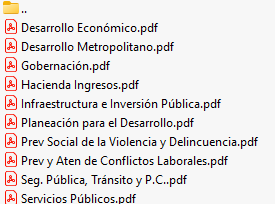 ..
Desarrollo Económico.pdf
Desarrollo Metropolitano.pdf
Gobernación.pdf
Hacienda Ingresos.pdf
Infraestructura e Inversión Pública.pdf
Planeación para el Desarrollo.pdf
Prev Social de la Violencia y Delincuencia.pdf
Prev y Aten de Conflictos Laborales.pdf
Seg. Pública, Tránsito y P.C..pdf
Servicios Públicos.pdf